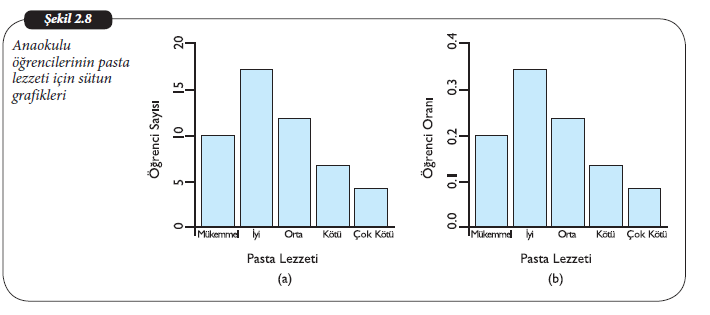 Şekil 2.8
Anaokulu
öğrencilerinin pasta
lezzeti için sütun
grafikleri
Öğrenci Sayısı
20
15
10
5
0
Mükemmel İyi Orta Kötü Çok Kötü
Pasta Lezzeti
(a)
Öğrenci Oranı
0.4
0.3
0.2
0.1
0.0
Mükemmel İyi Orta Kötü Çok Kötü
Pasta Lezzeti
(b)